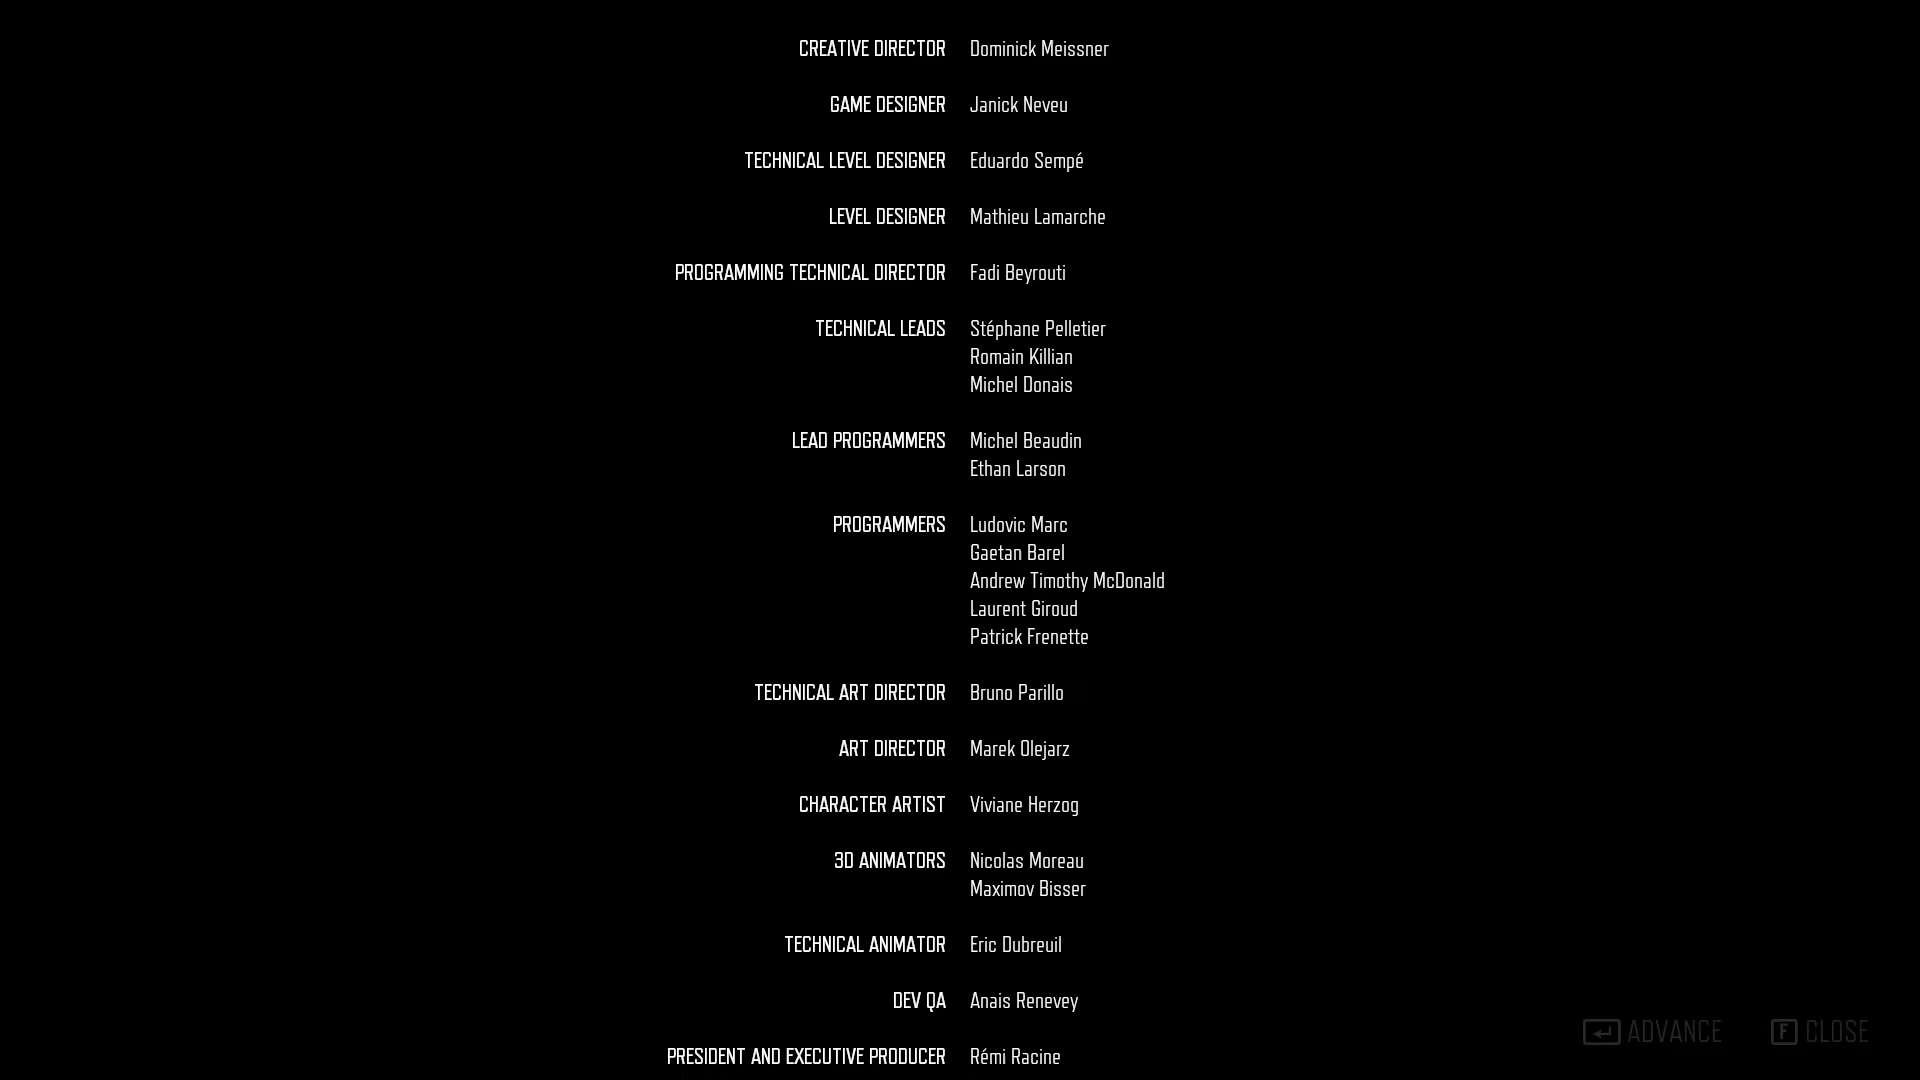 CREATIVE DIRECTOR Dominick Meissner
GAME DESIGNER Janick Neveu
TECHNICAL LEVEL DESIGNER Eduardo Sempé
LEVEL DESIGNER Mathieu Lamarche
PROGRAMMING TECHNICAL DIRECTOR Fadi Beyrouti
TECHNICAL LEADS Stéphane Pelletier
Romain Killian
Michel Donais
LEAD PROGRAMMERS Michel Beaudin
Ethan Larson
PROGRAMMERS Ludovic Marc
Gaetan Barel
Andrew Timothy McDonald
Laurent Giroud
Patrick Frenette
TECHNICAL ART DIRECTOR Bruno Parillo
ART DIRECTOR Marek Olejarz
CHARACTER ARTIST Viviane Herzog
3D ANIMATORS Nicolas Moreau
Maximov Bisser
TECHNICAL ANIMATOR Eric Dubreuil
DEV QA Anais Renevey
ADVANCE F CLOSE
PRESIDENT AND EXECUTIVE PRODUCER Rémi Racine